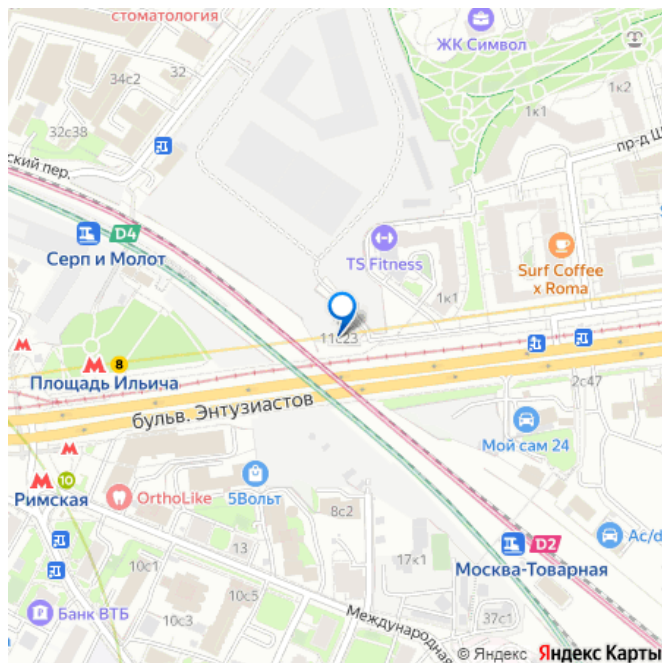 стоматология
ЖК Символ
34с2
32
1к2
1к1
32с38
пр-д Ш
ский пер.
D4
Серп и Молот
TS Fitness
Surf Coffee
x Roma
1к1
11с23
8
Площадь Ильича
2с47
бульв. Энтузиастов
Мой сам 24
10
Римская
OrthoLike
5Вольт
8с2
Ac/d
13
D2
17к1
10с1
10с5
Москва-Товарная
Банк ВТБ
10с3
Международная
37с1
© Яндекс Яндекс Карты